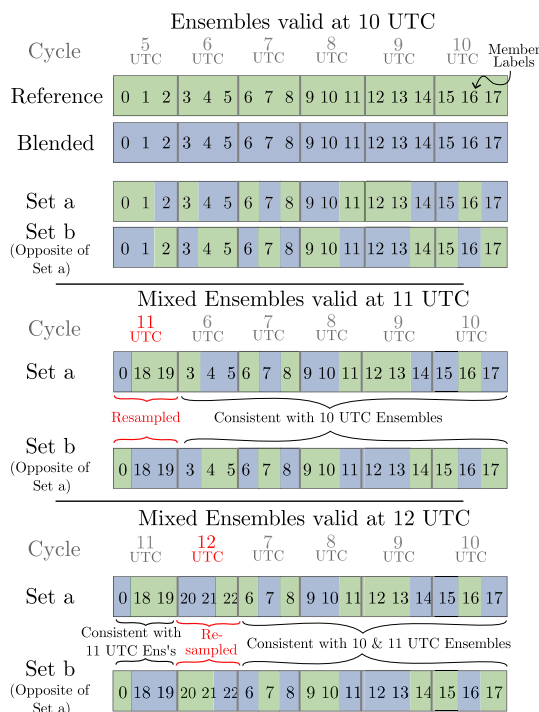 Ensembles valid at 10 UTC
Cycle 5 6 7 8 9 10
UTC UTC UTC UTC UTC UTC
Member
Labels
Reference 0 1 2 3 4 5 6 7 8 9 10 11 12 13 14 15 16 17
Blended 0 1 2 3 4 5 6 7 8 9 10 11 12 13 14 15 16 17
Set a 0 1 2 3 4 5 6 7 8 9 10 11 12 13 14 15 16 17
Set b 0 1 2 3 4 5 6 7 8 9 10 11 12 13 14 15 16 17
(Opposite of
Set a)
Mixed Ensembles valid at 11 UTC
Cycle 11 6 7 8 9 10
UTC UTC UTC UTC UTC UTC
Set a 0 18 19 3 4 5 6 7 8 9 10 11 12 13 14 15 16 17
Resampled Consistent with 10 UTC Ensembles
Set b 0 18 19 3 4 5 6 7 8 9 10 11 12 13 14 15 16 17
(Opposite of
Set a)
Mixed Ensembles valid at 12 UTC
Cycle 11 12 7 8 9 10
UTC UTC UTC UTC UTC UTC
Set a 0 18 19 20 21 22 6 7 8 9 10 11 12 13 14 15 16 17
Consistent with
11 UTC Ens's
Re-
sampled
Consistent with 10 & 11 UTC Ensembles
Set b 0 18 19 20 21 22 6 7 8 9 10 11 12 13 14 15 16 17
(Opposite of
Set a)